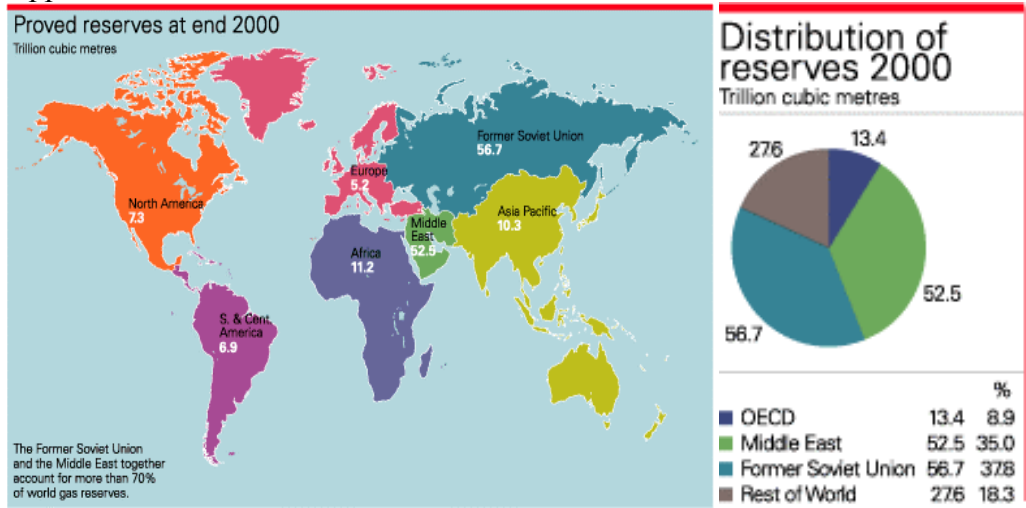 Proved reserves at end 2000
Trillion cubic metres
Former Soviet Union
56.7
Europe
5.2
North America
7.3
Asia Pacific
10.3
Middle
East
52.5
Africa
11.2
S. & Cent.
America
6.9
The Former Soviet Union
and the Middle East together
account for more than 70%
of world gas reserves.
Distribution of
reserves 2000
Trillion cubic metres
27.6
13.4
52.5
56.7
%
OECD 13.4 8.9
Middle East 52.5 35.0
Former Soviet Union 56.7 37.8
Rest of World 27.6 18.3